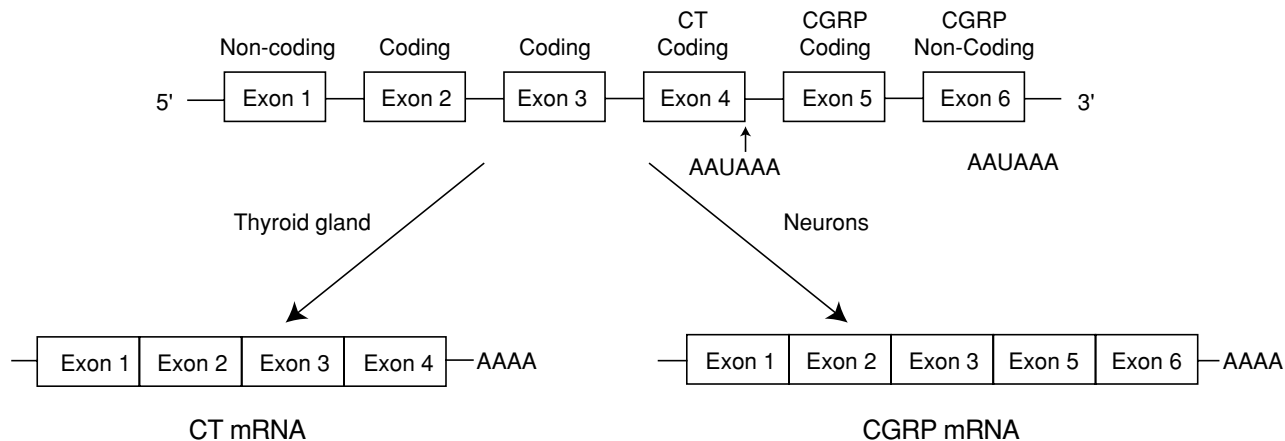 CT CGRP CGRP
Non-coding Coding Coding Coding Coding Non-Coding
5' Exon 1 Exon 2 Exon 3 Exon 4 Exon 5 Exon 6 3'
AAUAAA AAUAAA
Thyroid gland Neurons
Exon 1 Exon 2 Exon 3 Exon 4 AAAA Exon 1 Exon 2 Exon 3 Exon 5 Exon 6 AAAA
CT mRNA CGRP mRNA